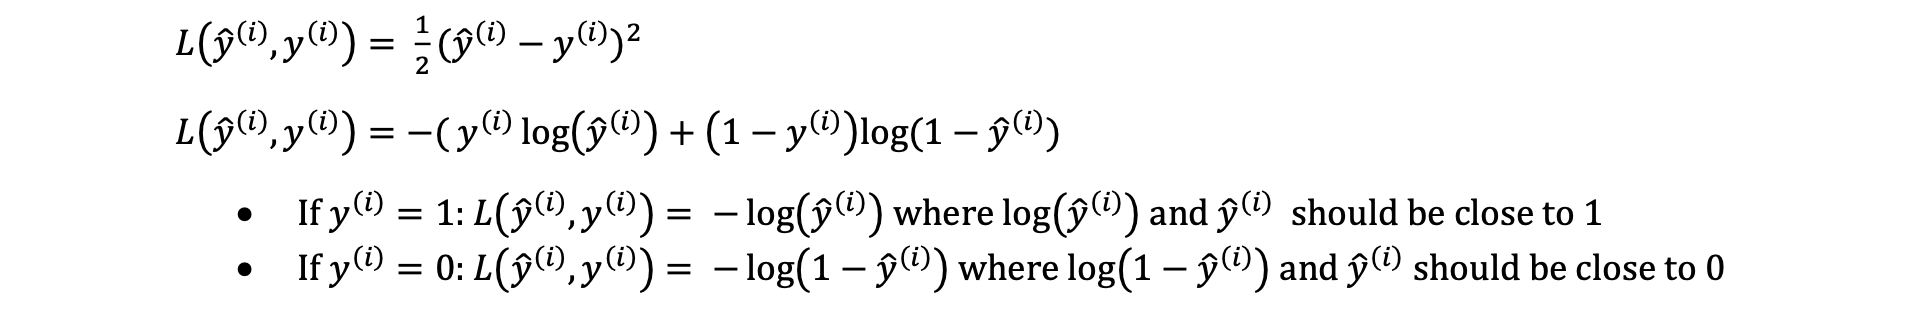 L(ŷ⁽ⁱ⁾, y⁽ⁱ⁾) = ½(ŷ⁽ⁱ⁾ − y⁽ⁱ⁾)²
L(ŷ⁽ⁱ⁾, y⁽ⁱ⁾) = −( y⁽ⁱ⁾ log(ŷ⁽ⁱ⁾) + (1 − y⁽ⁱ⁾)log(1 − ŷ⁽ⁱ⁾)
• If y⁽ⁱ⁾ = 1: L(ŷ⁽ⁱ⁾, y⁽ⁱ⁾) = − log(ŷ⁽ⁱ⁾) where log(ŷ⁽ⁱ⁾) and ŷ⁽ⁱ⁾ should be close to 1
• If y⁽ⁱ⁾ = 0: L(ŷ⁽ⁱ⁾, y⁽ⁱ⁾) = − log(1 − ŷ⁽ⁱ⁾) where log(1 − ŷ⁽ⁱ⁾) and ŷ⁽ⁱ⁾ should be close to 0